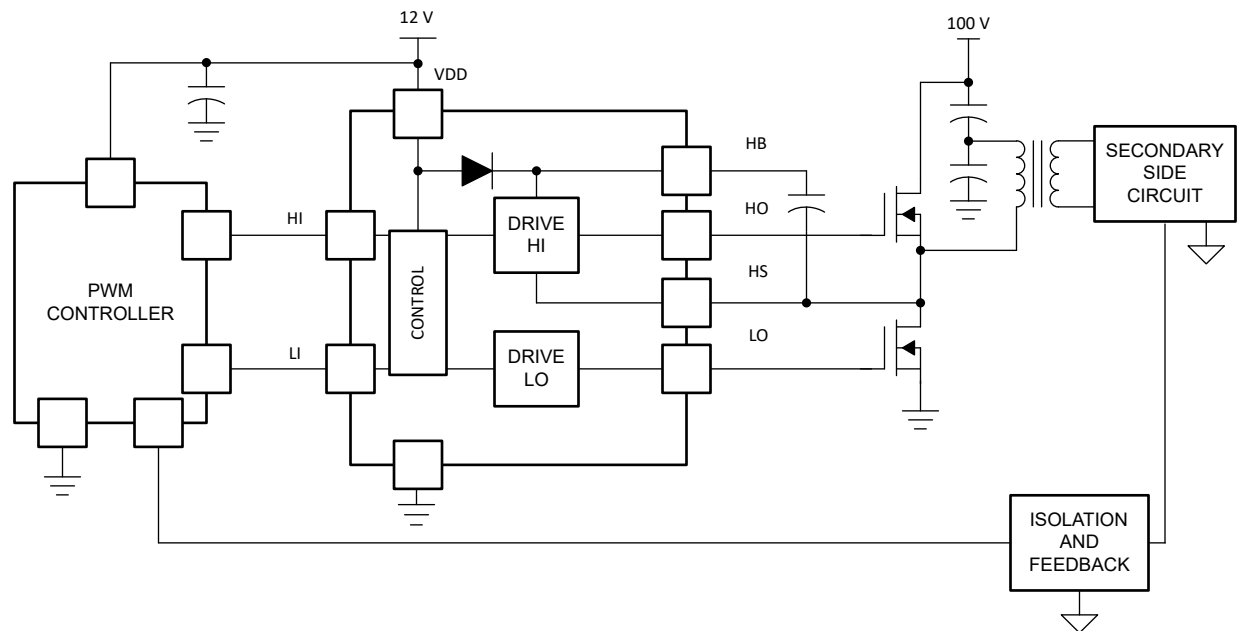 12 V
100 V
VDD
HB
SECONDARY
SIDE
CIRCUIT
HI
DRIVE
HI
HO
PWM
CONTROLLER
CONTROL
HS
LI
DRIVE
LO
LO
ISOLATION
AND
FEEDBACK